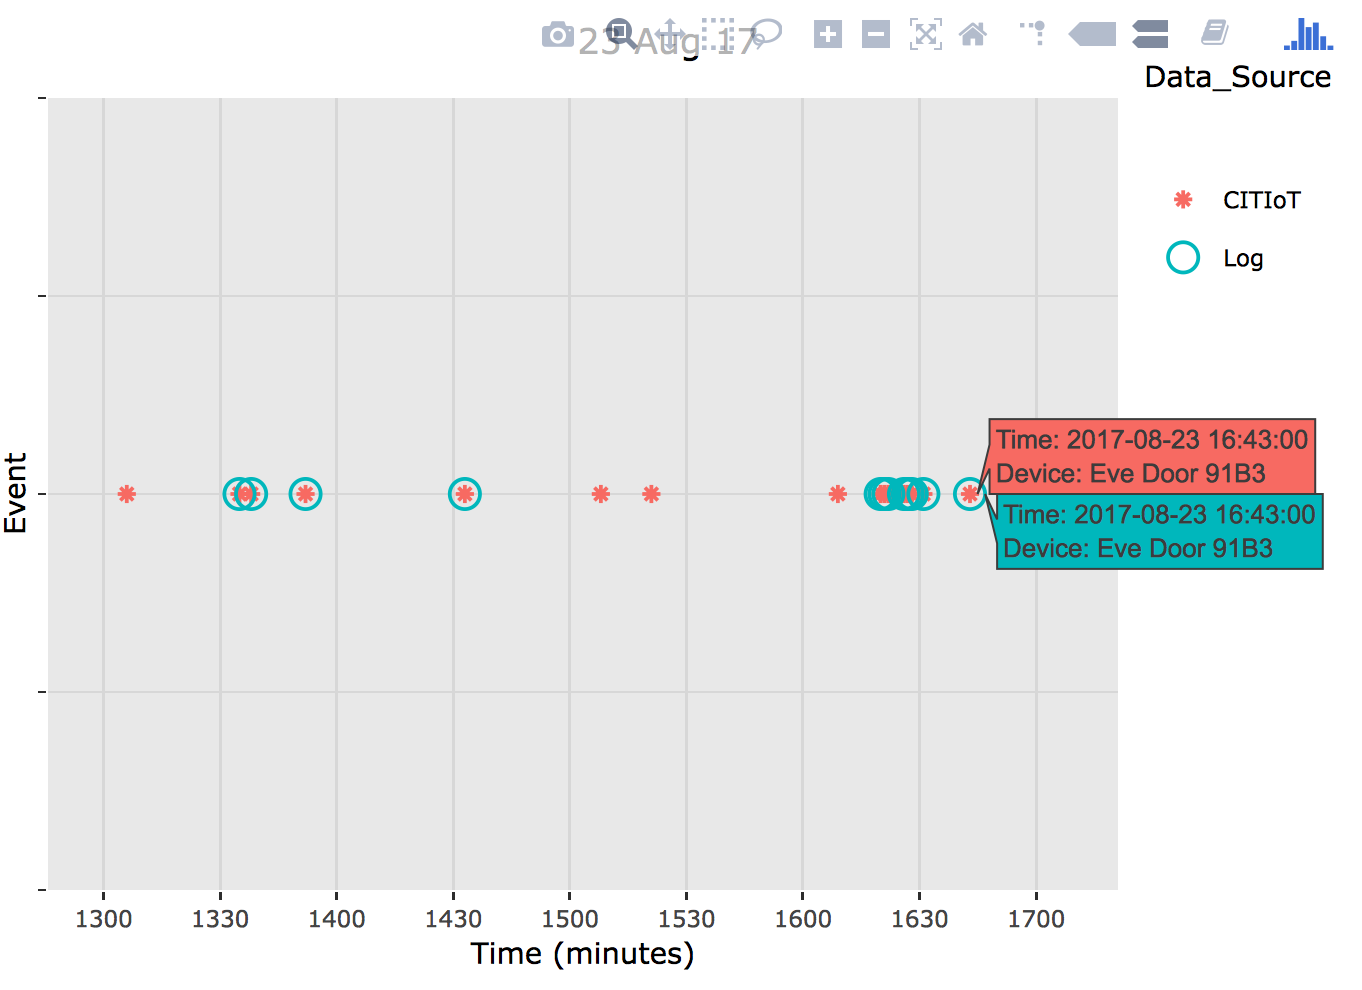 23 Aug 17
Data_Source
CITIoT
Log
Time: 2017-08-23 16:43:00
Device: Eve Door 91B3
Time: 2017-08-23 16:43:00
Device: Eve Door 91B3
Event
1300 1330 1400 1430 1500 1530 1600 1630 1700
Time (minutes)